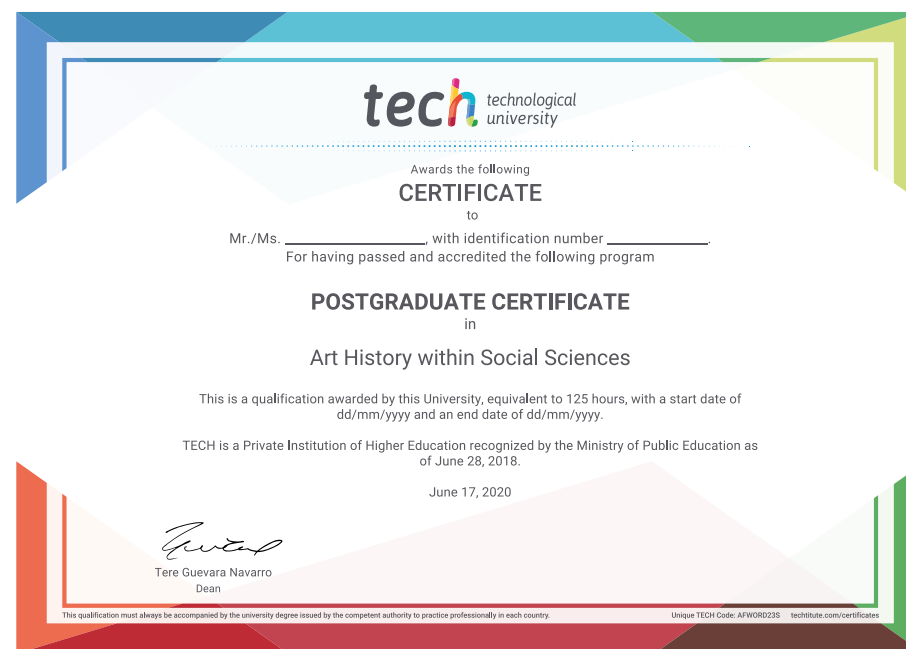 tech technological
university
Awards the following
CERTIFICATE
to
Mr./Ms. ____________________, with identification number ______________.
For having passed and accredited the following program
POSTGRADUATE CERTIFICATE
in
Art History within Social Sciences
This is a qualification awarded by this University, equivalent to 125 hours, with a start date of
dd/mm/yyyy and an end date of dd/mm/yyyy.
TECH is a Private Institution of Higher Education recognized by the Ministry of Public Education as
of June 28, 2018.
June 17, 2020
Tere Guevara Navarro
Dean
This qualification must always be accompanied by the university degree issued by the competent authority to practice professionally in each country.
Unique TECH Code: AFWORD23S techtitute.com/certificates